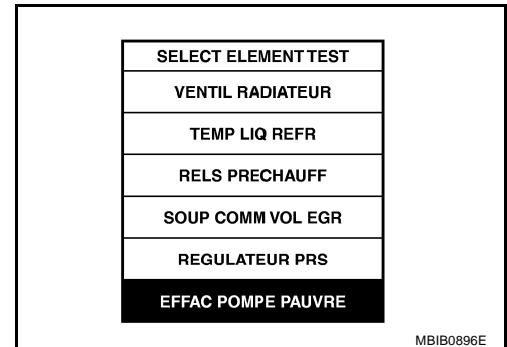 SELECT ELEMENT TEST
VENTIL RADIATEUR
TEMP LIQ REFR
RELS PRECHAUFF
SOUP COMM VOL EGR
REGULATEUR PRS
EFFAC POMPE PAUVRE
MBIB0896E